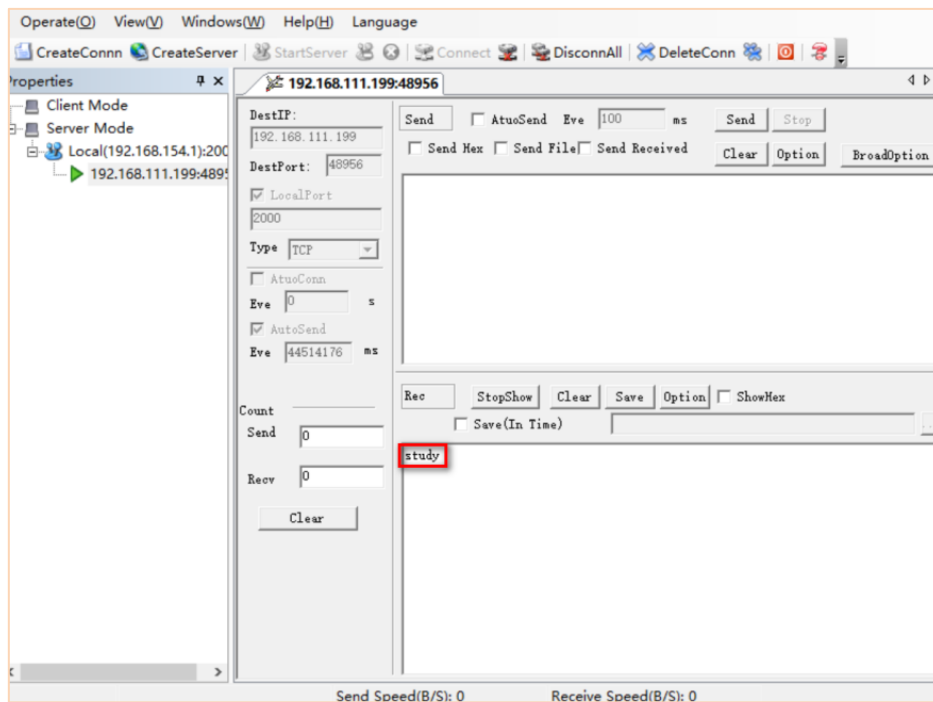 Operate(O) View(V) Windows(W) Help(H) Language
CreateConnn CreateServer StartServer Connect DisconnAll DeleteConn
Properties
192.168.111.199:48956
Client Mode
Server Mode
Local(192.168.154.1):200
192.168.111.199:489
DestIP:
192.168.111.199
DestPort: 48956
LocalPort
2000
Type TCP
AtuoConn
Eve 0 s
AutoSend
Eve 44514176 ms
Count
Send 0
Recv 0
Clear
Send AtuoSend Eve 100 ms Send Stop
Send Hex Send File Send Received Clear Option BroadOption
Rec StopShow Clear Save Option ShowHex
Save(In Time)
study
Send Speed(B/S): 0 Receive Speed(B/S): 0